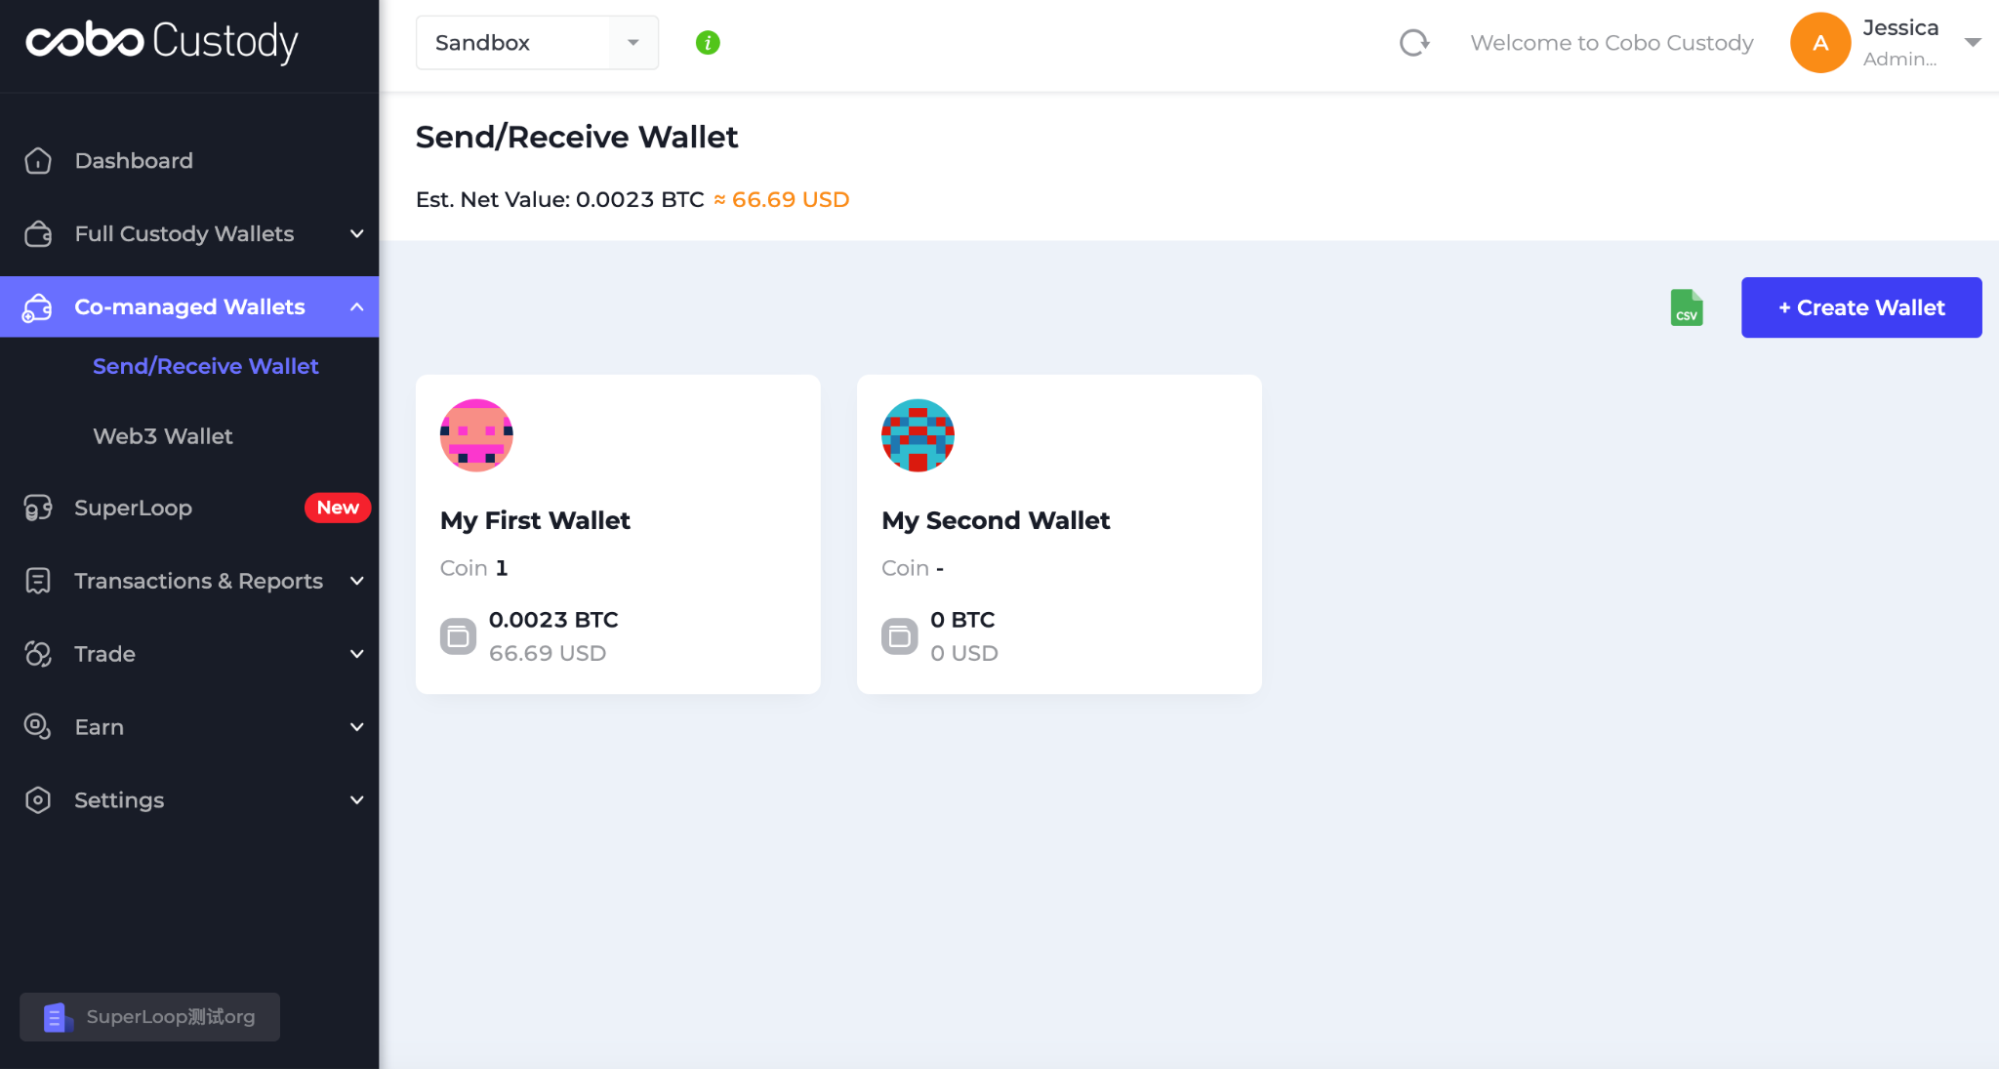 cobo Custody
Sandbox
i
Welcome to Cobo Custody
A
Jessica
Admin...
Dashboard
Full Custody Wallets
Co-managed Wallets
Send/Receive Wallet
Web3 Wallet
SuperLoop
New
Transactions & Reports
Trade
Earn
Settings
SuperLoop测试org
Send/Receive Wallet
Est. Net Value: 0.0023 BTC ≈ 66.69 USD
CSV
+ Create Wallet
My First Wallet
Coin 1
0.0023 BTC
66.69 USD
My Second Wallet
Coin -
0 BTC
0 USD